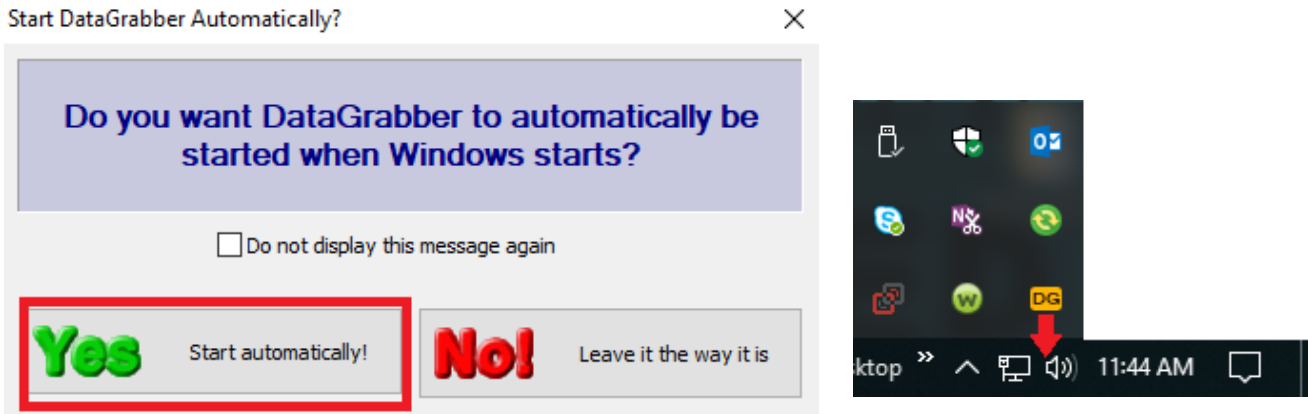 Start DataGrabber Automatically?
Do you want DataGrabber to automatically be
started when Windows starts?
Do not display this message again
Yes Start automatically!
No! Leave it the way it is
O
S N
W DG
ktop » 11:44 AM